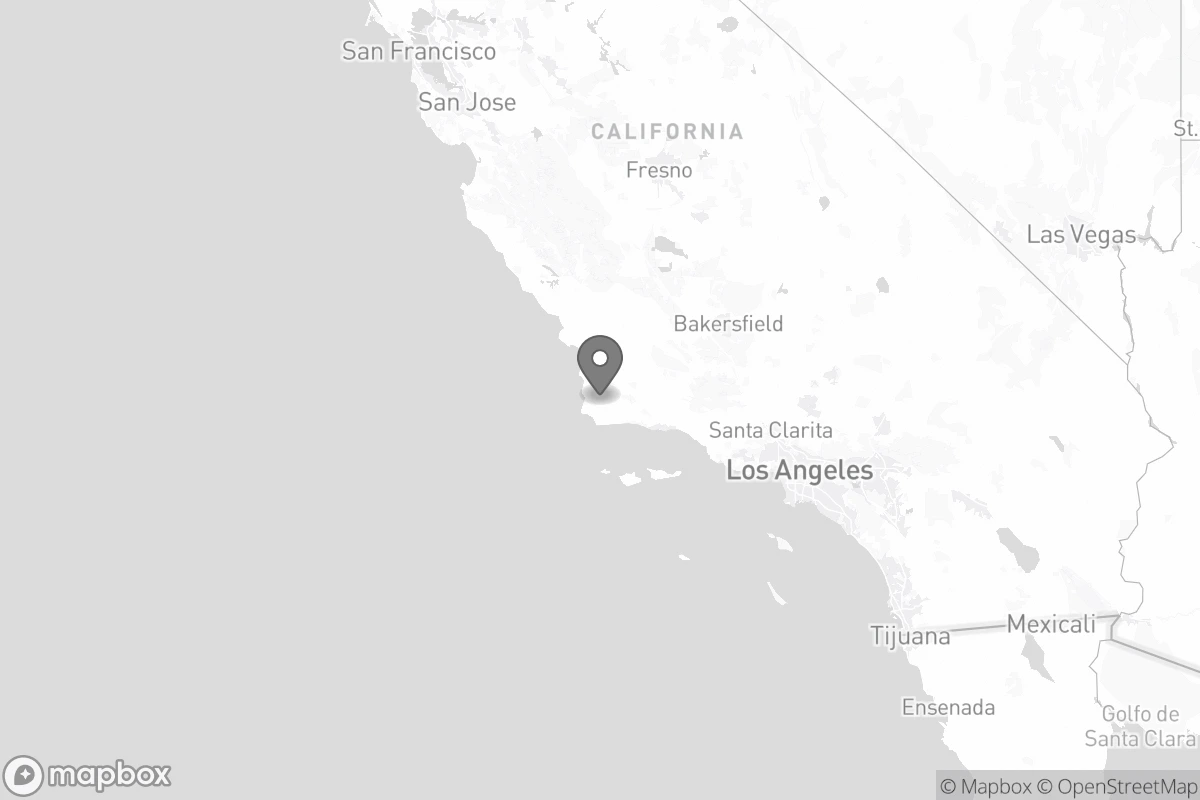 San Francisco
San Jose
CALIFORNIA
St.
Fresno
Las Vegas
Bakersfield
Santa Clarita
Los Angeles
Mexicali
Tijuana
Ensenada
Golfo de
Santa Clara
mapbox
© Mapbox © OpenStreetMap